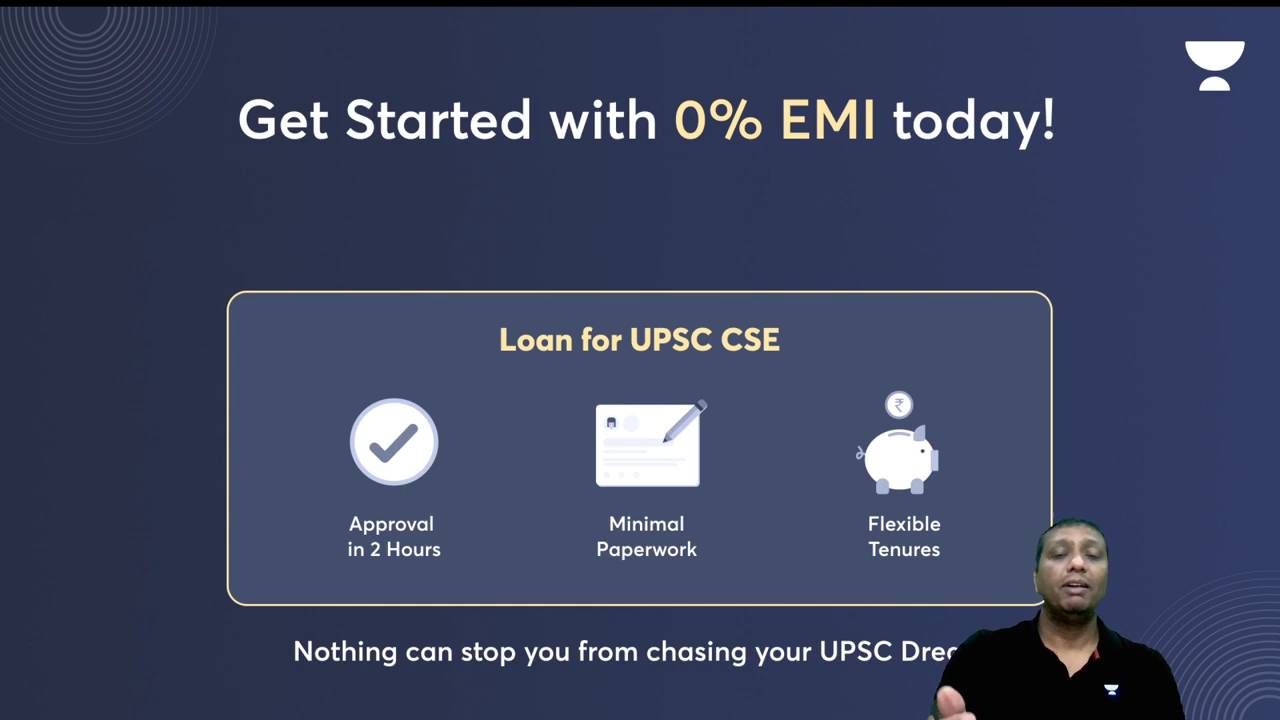 Get Started with 0% EMI today!
Loan for UPSC CSE
₹
Approval
in 2 Hours
Minimal
Paperwork
Flexible
Tenures
Nothing can stop you from chasing your UPSC